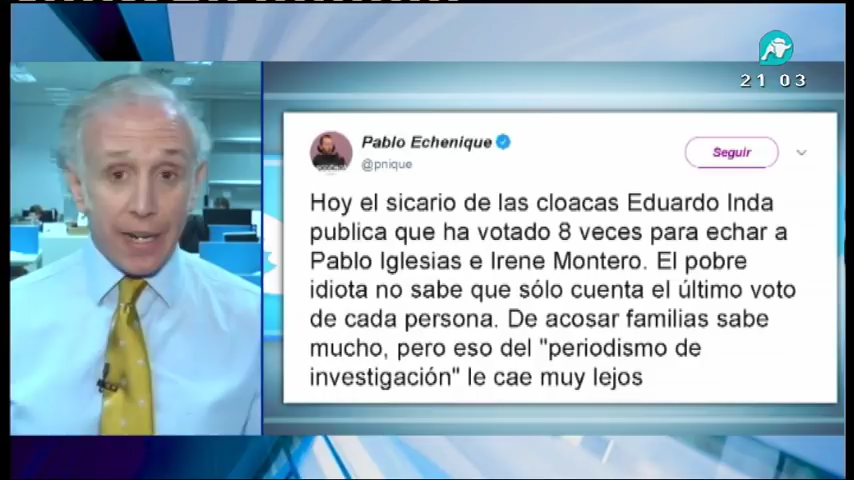 21 03
Pablo Echenique
@pnique
Seguir
Hoy el sicario de las cloacas Eduardo Inda
publica que ha votado 8 veces para echar a
Pablo Iglesias e Irene Montero. El pobre
idiota no sabe que sólo cuenta el último voto
de cada persona. De acosar familias sabe
mucho, pero eso del "periodismo de
investigación" le cae muy lejos